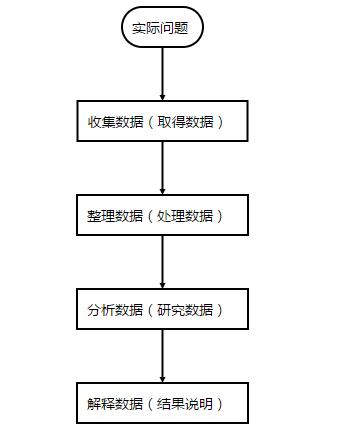 实际问题
收集数据（取得数据）
整理数据（处理数据）
分析数据（研究数据）
解释数据（结果说明）